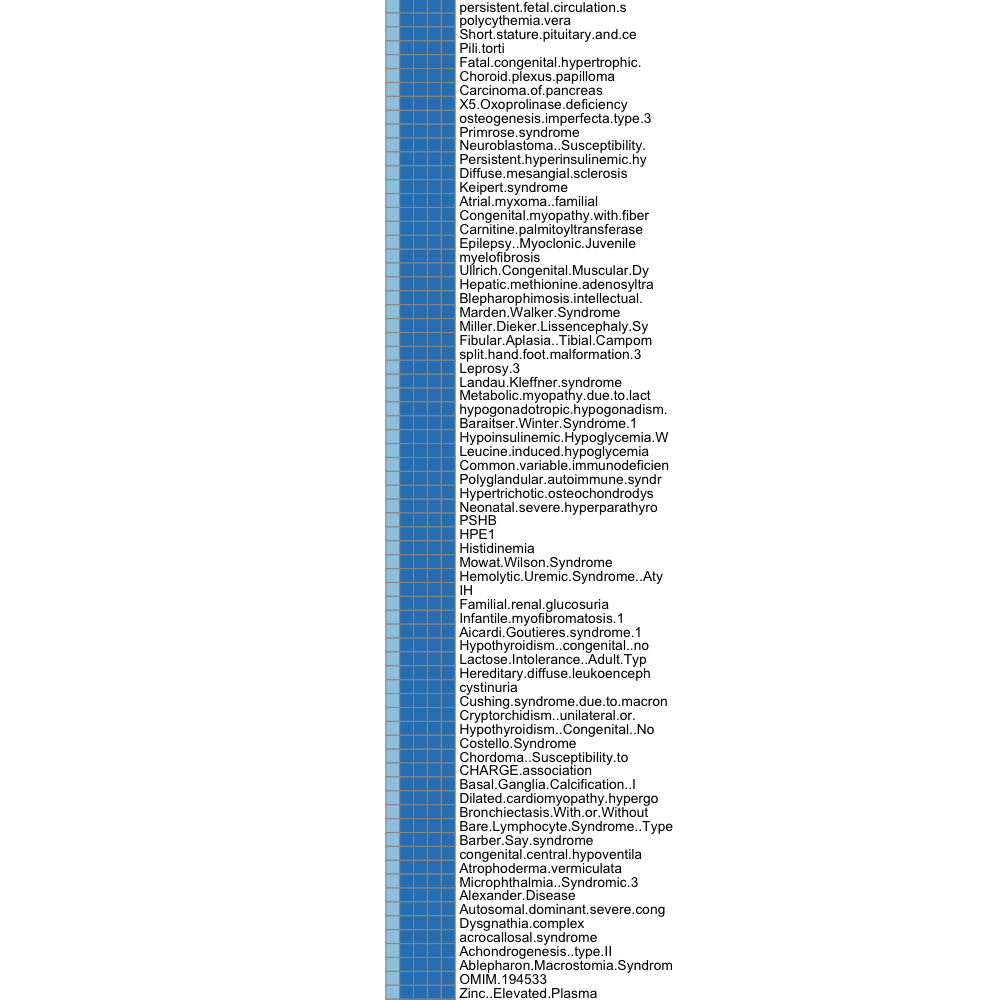 persistent.fetal.circulation.s
polycythemia.vera
Short.stature.pituitary.and.ce
Pili.torti
Fatal.congenital.hypertrophic.
Choroid.plexus.papilloma
Carcinoma.of.pancreas
X5.Oxoprolinase.deficiency
osteogenesis.imperfecta.type.3
Primrose.syndrome
Neuroblastoma..Susceptibility.
Persistent.hyperinsulinemic.hy
Diffuse.mesangial.sclerosis
Keipert.syndrome
Atrial.myxoma..familial
Congenital.myopathy.with.fiber
Carnitine.palmitoyltransferase
Epilepsy..Myoclonic.Juvenile
myelofibrosis
Ullrich.Congenital.Muscular.Dy
Hepatic.methionine.adenosyltra
Blepharophimosis.intellectual.
Marden.Walker.Syndrome
Miller.Dieker.Lissencephaly.Sy
Fibular.Aplasia..Tibial.Campom
split.hand.foot.malformation.3
Leprosy.3
Landau.Kleffner.syndrome
Metabolic.myopathy.due.to.lact
hypogonadotropic.hypogonadism.
Baraitser.Winter.Syndrome.1
Hypoinsulinemic.Hypoglycemia.W
Leucine.induced.hypoglycemia
Common.variable.immunodeficien
Polyglandular.autoimmune.syndr
Hypertrichotic.osteochondrodys
Neonatal.severe.hyperparathyro
PSHB
HPE1
Histidinemia
Mowat.Wilson.Syndrome
Hemolytic.Uremic.Syndrome..Aty
IH
Familial.renal.glucosuria
Infantile.myofibromatosis.1
Aicardi.Goutieres.syndrome.1
Hypothyroidism..congenital..no
Lactose.Intolerance..Adult.Typ
Hereditary.diffuse.leukoenceph
cystinuria
Cushing.syndrome.due.to.macron
Cryptorchidism..unilateral.or.
Hypothyroidism..Congenital..No
Costello.Syndrome
Chordoma..Susceptibility.to
CHARGE.association
Basal.Ganglia.Calcification..I
Dilated.cardiomyopathy.hypergo
Bronchiectasis.With.or.Without
Bare.Lymphocyte.Syndrome..Type
Barber.Say.syndrome
congenital.central.hypoventila
Atrophoderma.vermiculata
Microphthalmia..Syndromic.3
Alexander.Disease
Autosomal.dominant.severe.cong
Dysgnathia.complex
acrocallosal.syndrome
Achondrogenesis..type.II
Ablepharon.Macrostomia.Syndrom
OMIM.194533
Zinc..Elevated.Plasma